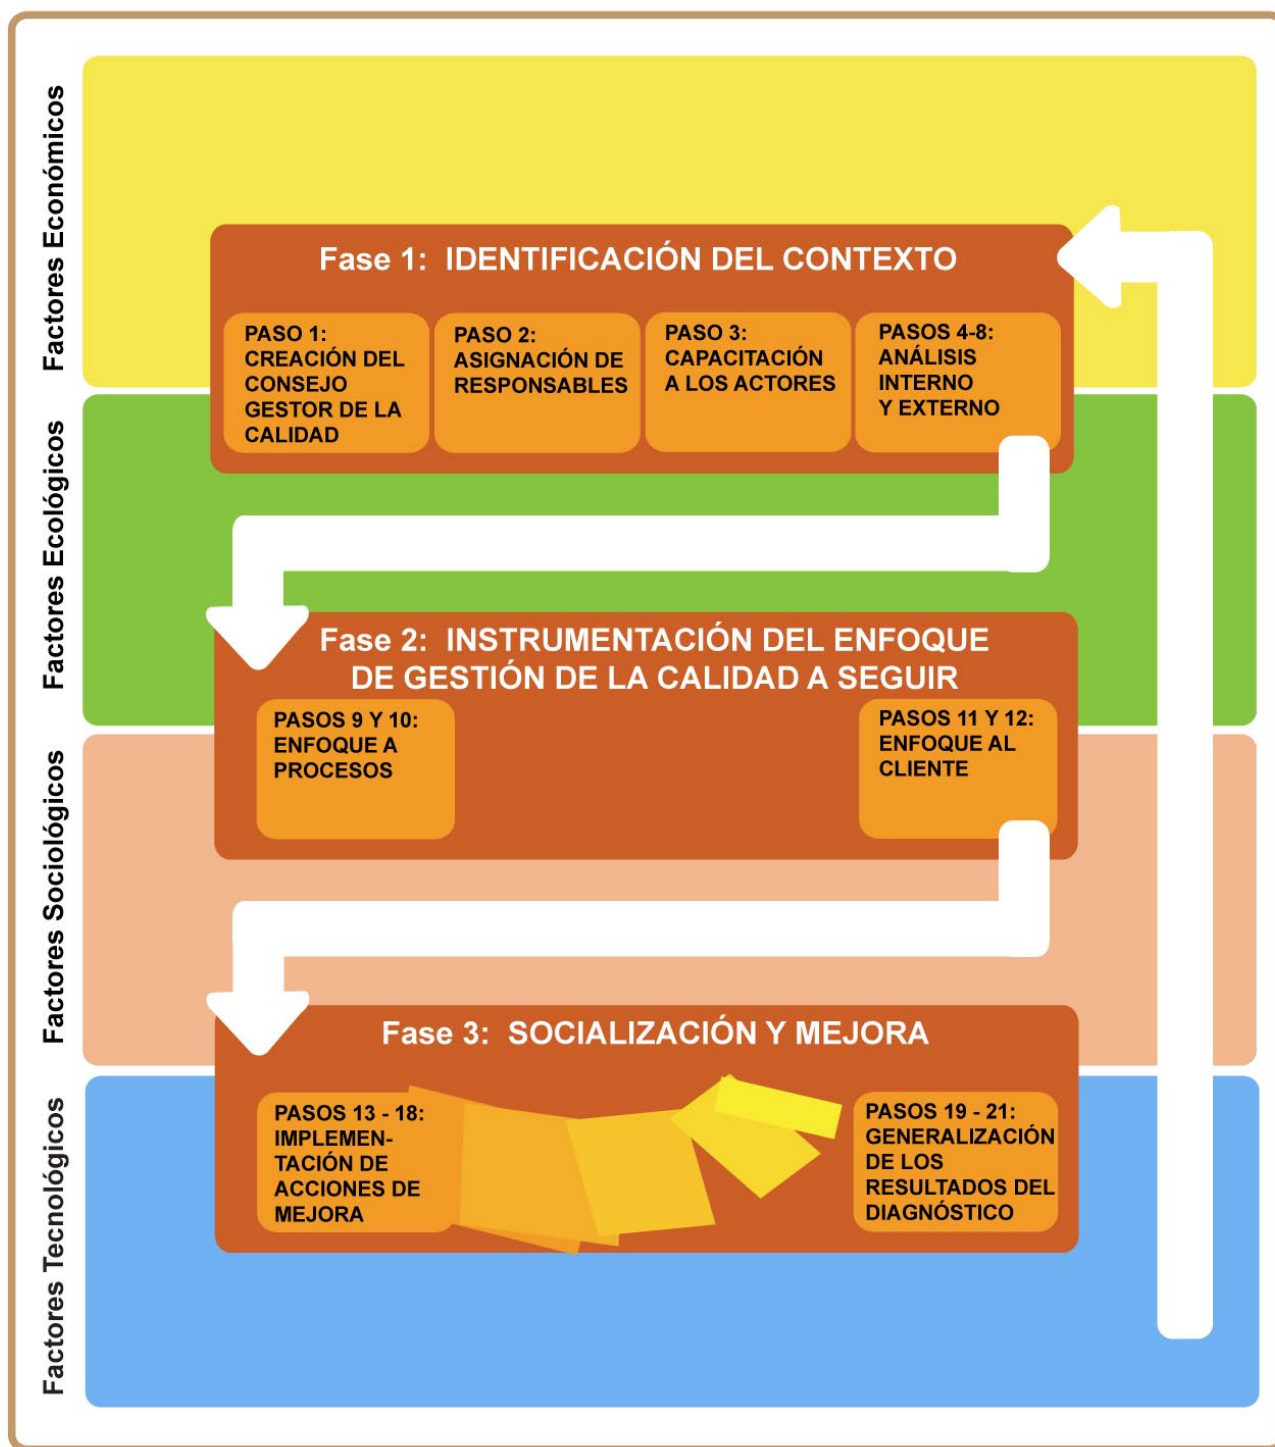 Factores Económicos
Fase 1: IDENTIFICACIÓN DEL CONTEXTO
PASO 1:
CREACIÓN DEL
CONSEJO
GESTOR DE LA
CALIDAD
PASO 2:
ASIGNACIÓN DE
RESPONSABLES
PASO 3:
CAPACITACIÓN
A LOS ACTORES
PASOS 4-8:
ANÁLISIS
INTERNO
Y EXTERNO
Factores Ecológicos
Fase 2: INSTRUMENTACIÓN DEL ENFOQUE
DE GESTIÓN DE LA CALIDAD A SEGUIR
PASOS 9 Y 10:
ENFOQUE A
PROCESOS
PASOS 11 Y 12:
ENFOQUE AL
CLIENTE
Factores Sociológicos
Fase 3: SOCIALIZACIÓN Y MEJORA
PASOS 13 - 18:
IMPLEMEN-
TACIÓN DE
ACCIONES DE
MEJORA
PASOS 19 - 21:
GENERALIZACIÓN
DE LOS
RESULTADOS DEL
DIAGNÓSTICO
Factores Tecnológicos